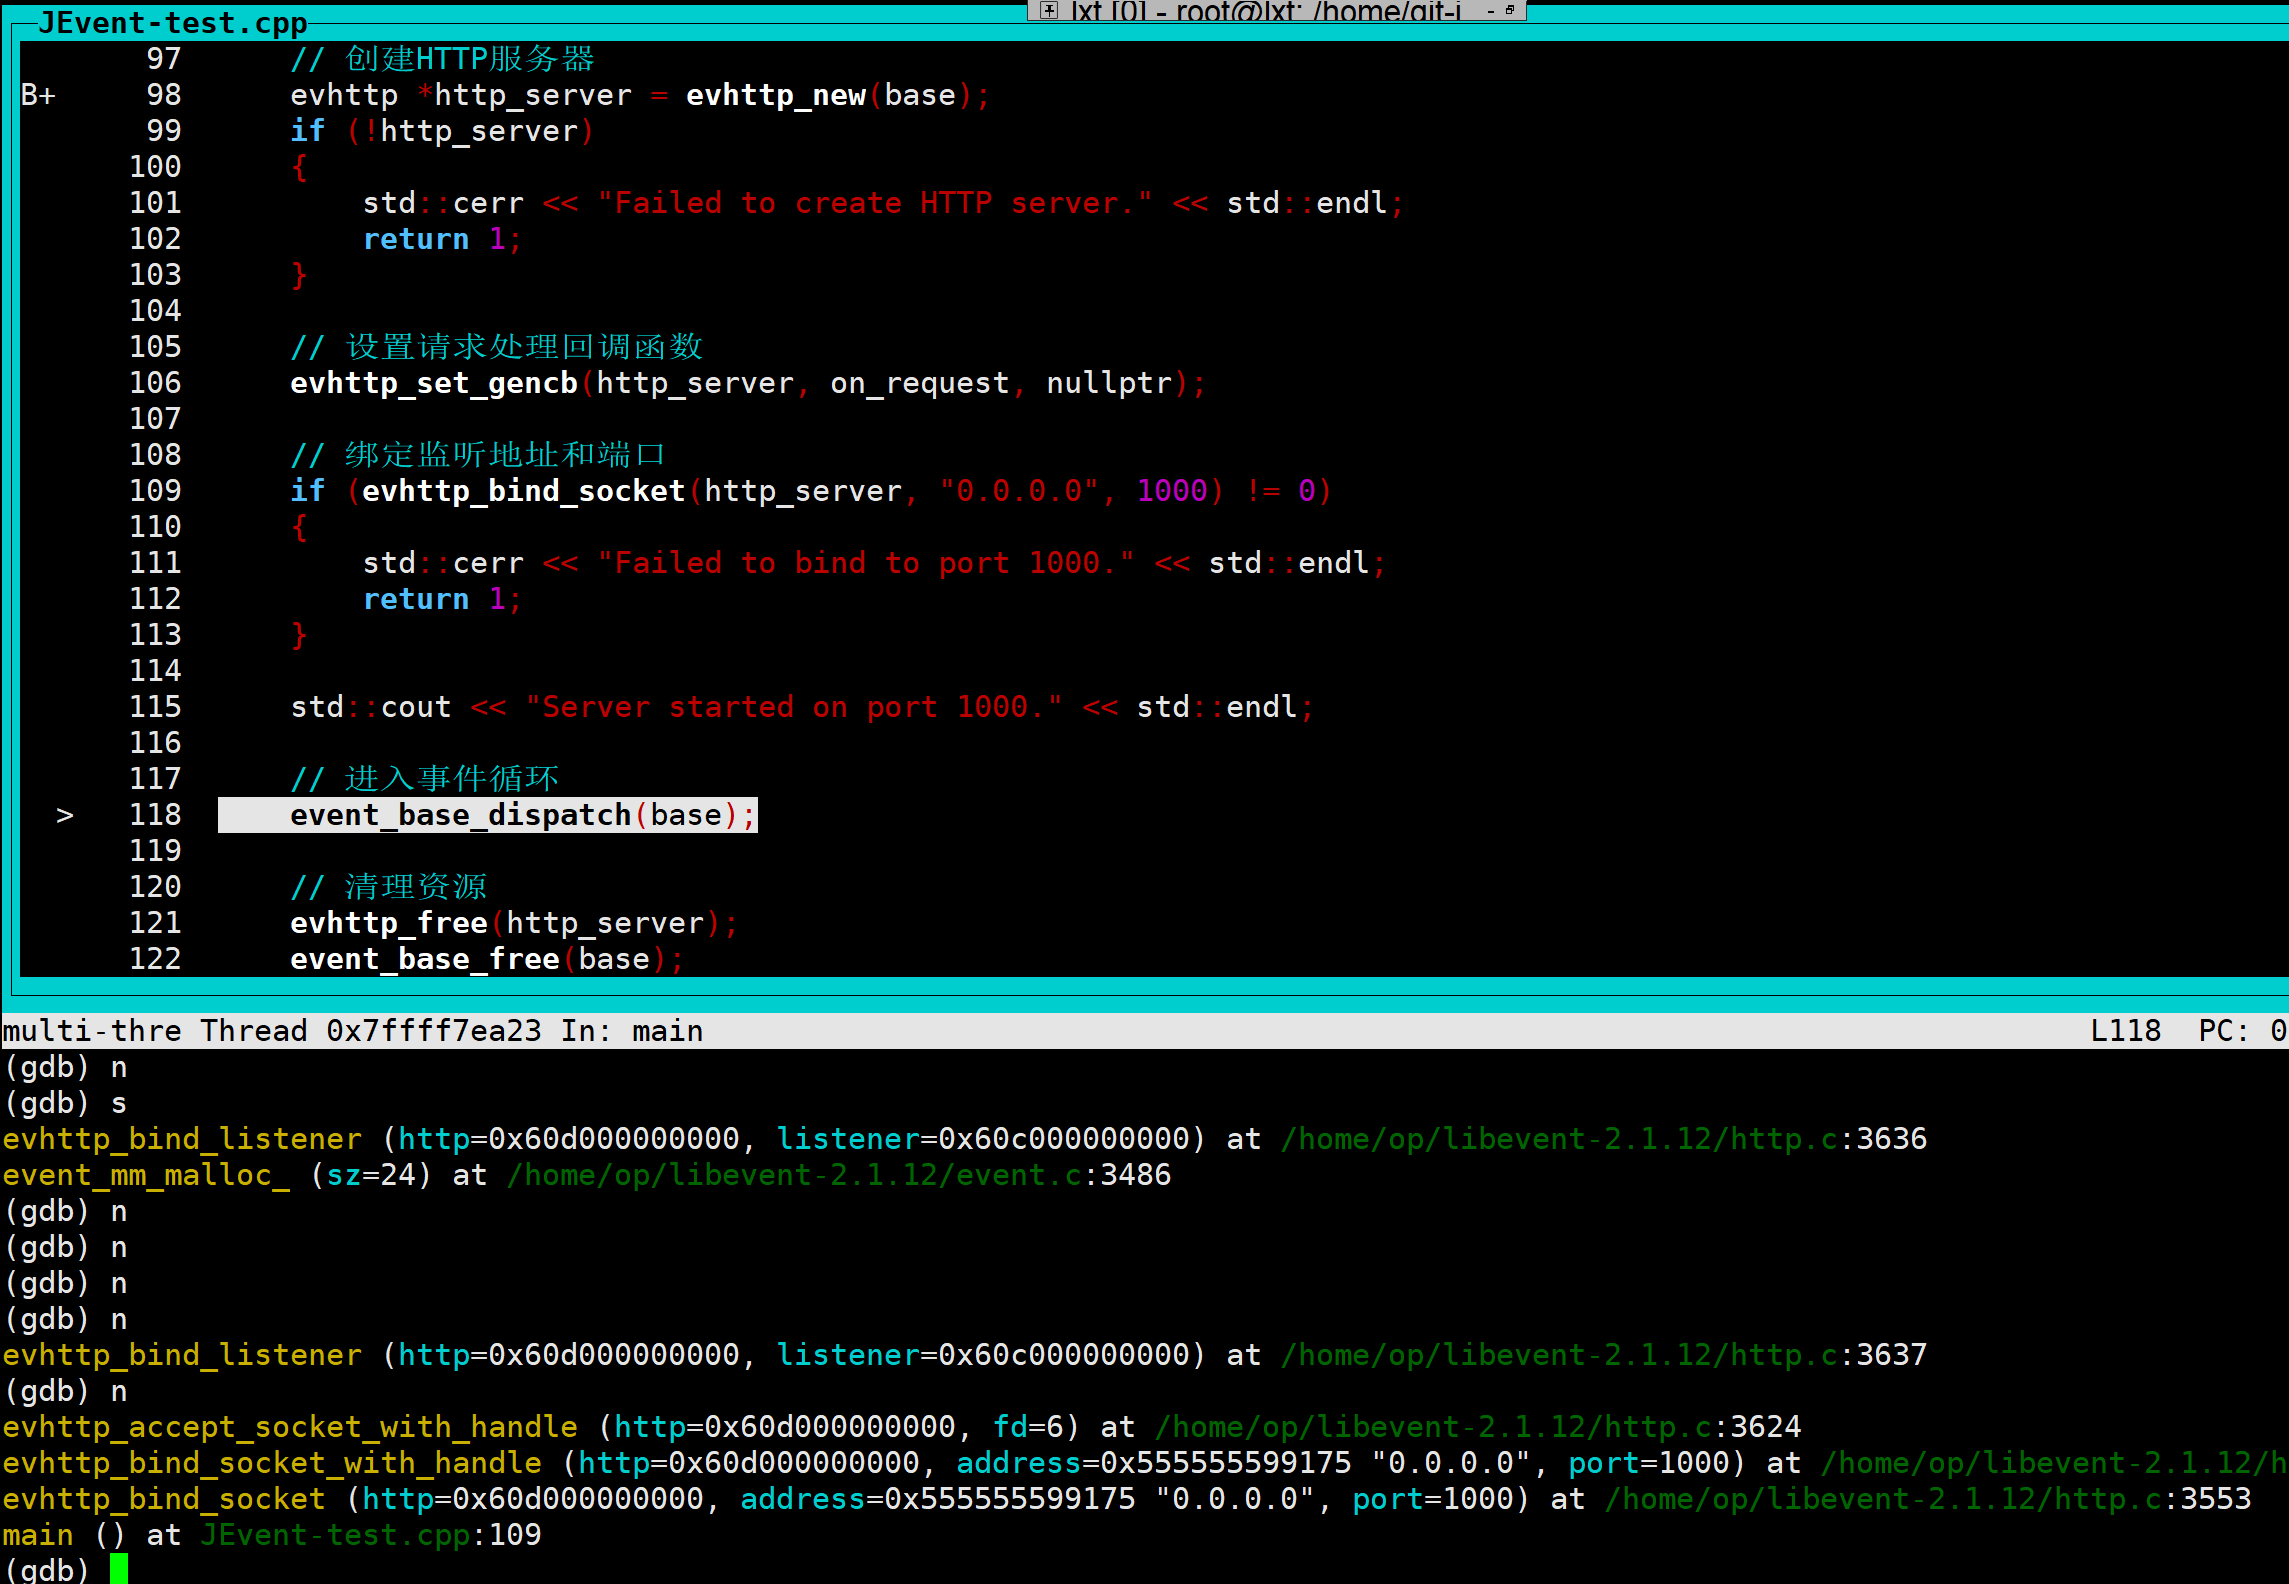 lxt [0] - root@lxt: /home/git-i
JEvent-test.cpp
97 // 创建HTTP服务器
B+ 98 evhttp *http_server = evhttp_new(base);
99 if (!http_server)
100 {
101 std::cerr << "Failed to create HTTP server." << std::endl;
102 return 1;
103 }
104
105 // 设置请求处理回调函数
106 evhttp_set_gencb(http_server, on_request, nullptr);
107
108 // 绑定监听地址和端口
109 if (evhttp_bind_socket(http_server, "0.0.0.0", 1000) != 0)
110 {
111 std::cerr << "Failed to bind to port 1000." << std::endl;
112 return 1;
113 }
114
115 std::cout << "Server started on port 1000." << std::endl;
116
117 // 进入事件循环
> 118 event_base_dispatch(base);
119
120 // 清理资源
121 evhttp_free(http_server);
122 event_base_free(base);
multi-thre Thread 0x7ffff7ea23 In: main L118 PC: 0
(gdb) n
(gdb) s
evhttp_bind_listener (http=0x60d000000000, listener=0x60c000000000) at /home/op/libevent-2.1.12/http.c:3636
event_mm_malloc_ (sz=24) at /home/op/libevent-2.1.12/event.c:3486
(gdb) n
(gdb) n
(gdb) n
(gdb) n
evhttp_bind_listener (http=0x60d000000000, listener=0x60c000000000) at /home/op/libevent-2.1.12/http.c:3637
(gdb) n
evhttp_accept_socket_with_handle (http=0x60d000000000, fd=6) at /home/op/libevent-2.1.12/http.c:3624
evhttp_bind_socket_with_handle (http=0x60d000000000, address=0x555555599175 "0.0.0.0", port=1000) at /home/op/libevent-2.1.12/h
evhttp_bind_socket (http=0x60d000000000, address=0x555555599175 "0.0.0.0", port=1000) at /home/op/libevent-2.1.12/http.c:3553
main () at JEvent-test.cpp:109
(gdb)